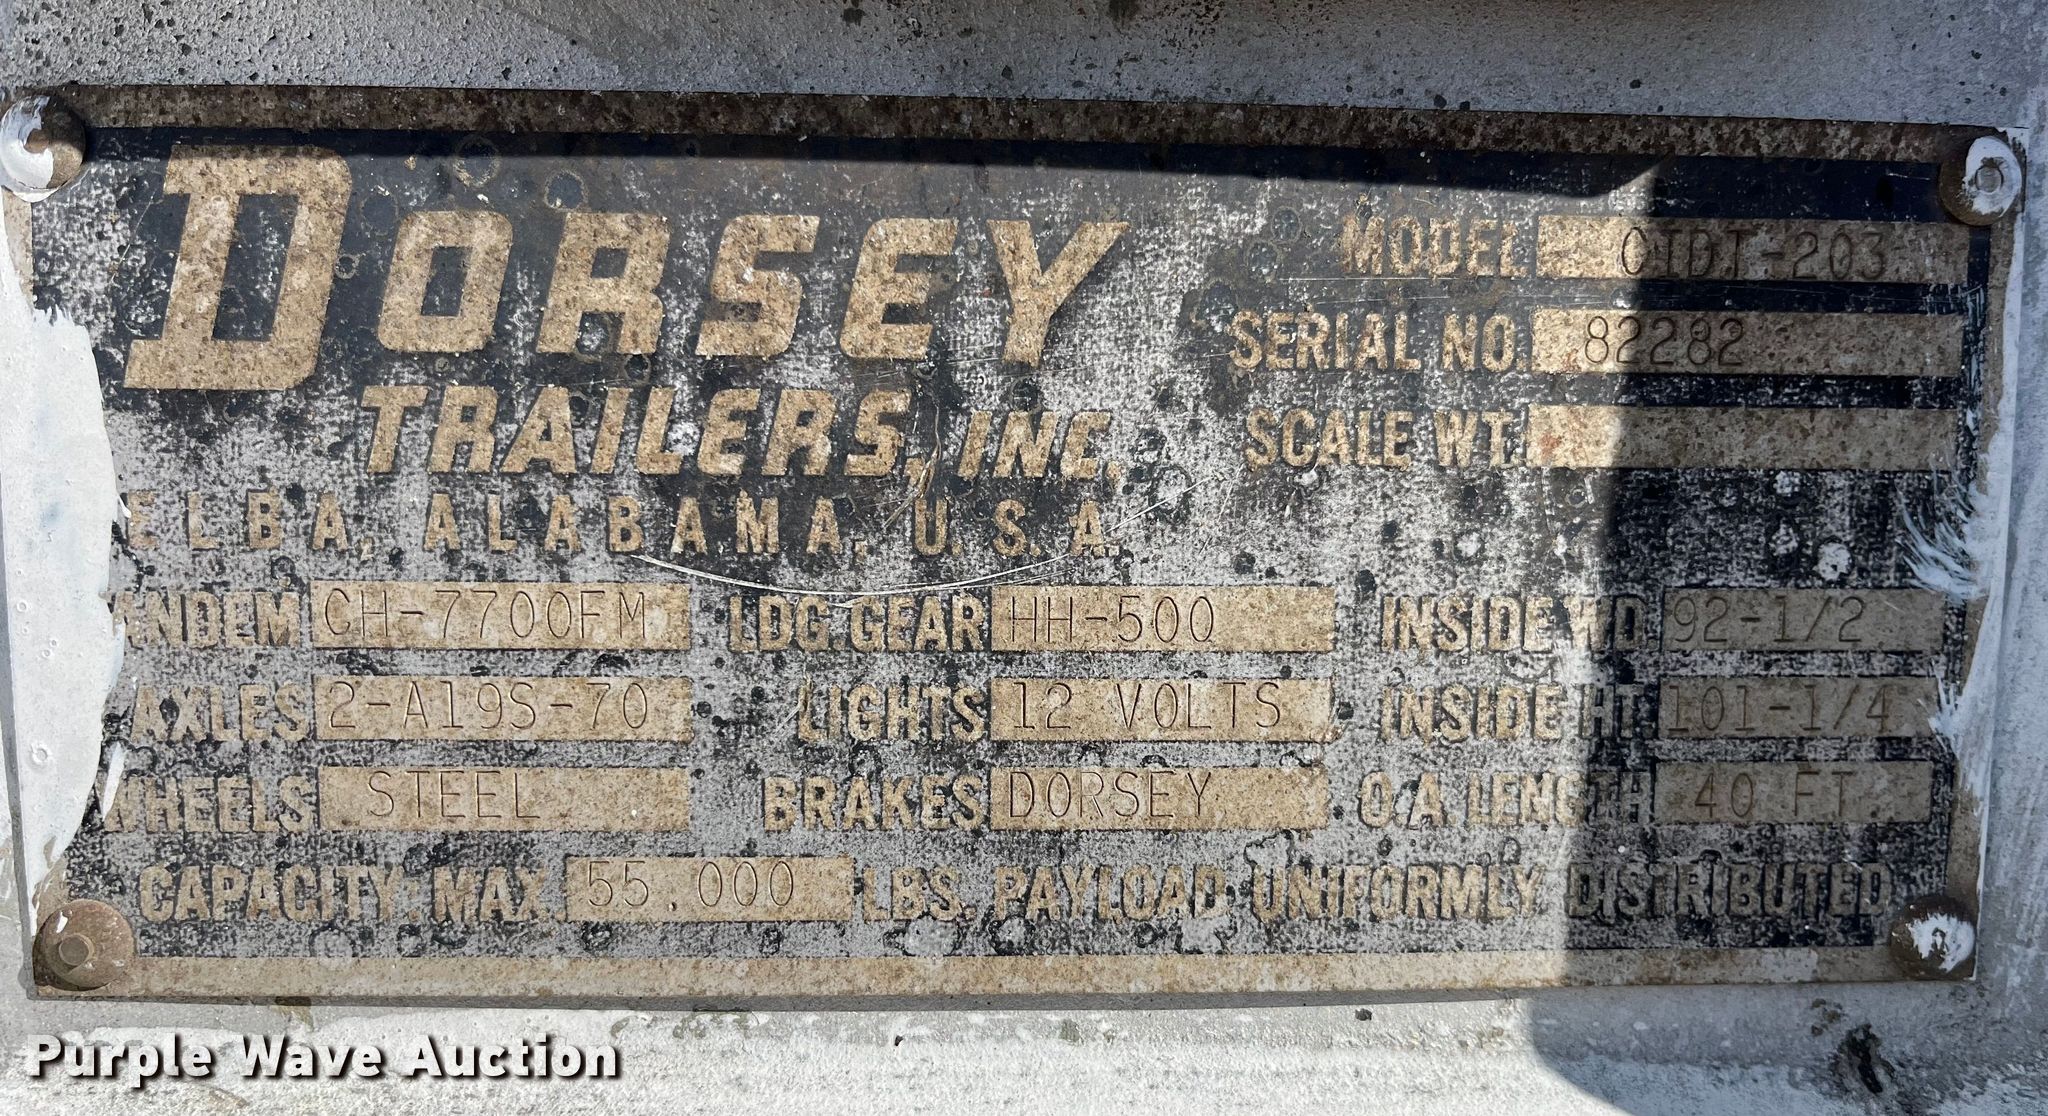 DORSEY
TRAILERS, INC.
ELBA, ALABAMA, U.S.A.
MODEL CTDT-203
SERIAL NO. 82282
SCALE WT.
TANDEM CH-7700FM LDG. GEAR HH-500 INSIDE WD. 92-1/2
AXLES 2-A19S-70 LIGHTS 12 VOLTS INSIDE HT. 101-1/4
WHEELS STEEL BRAKES DORSEY O.A. LENGTH 40 FT.
CAPACITY: MAX. 55,000 LBS. PAYLOAD UNIFORMLY DISTRIBUTED
Purple Wave Auction